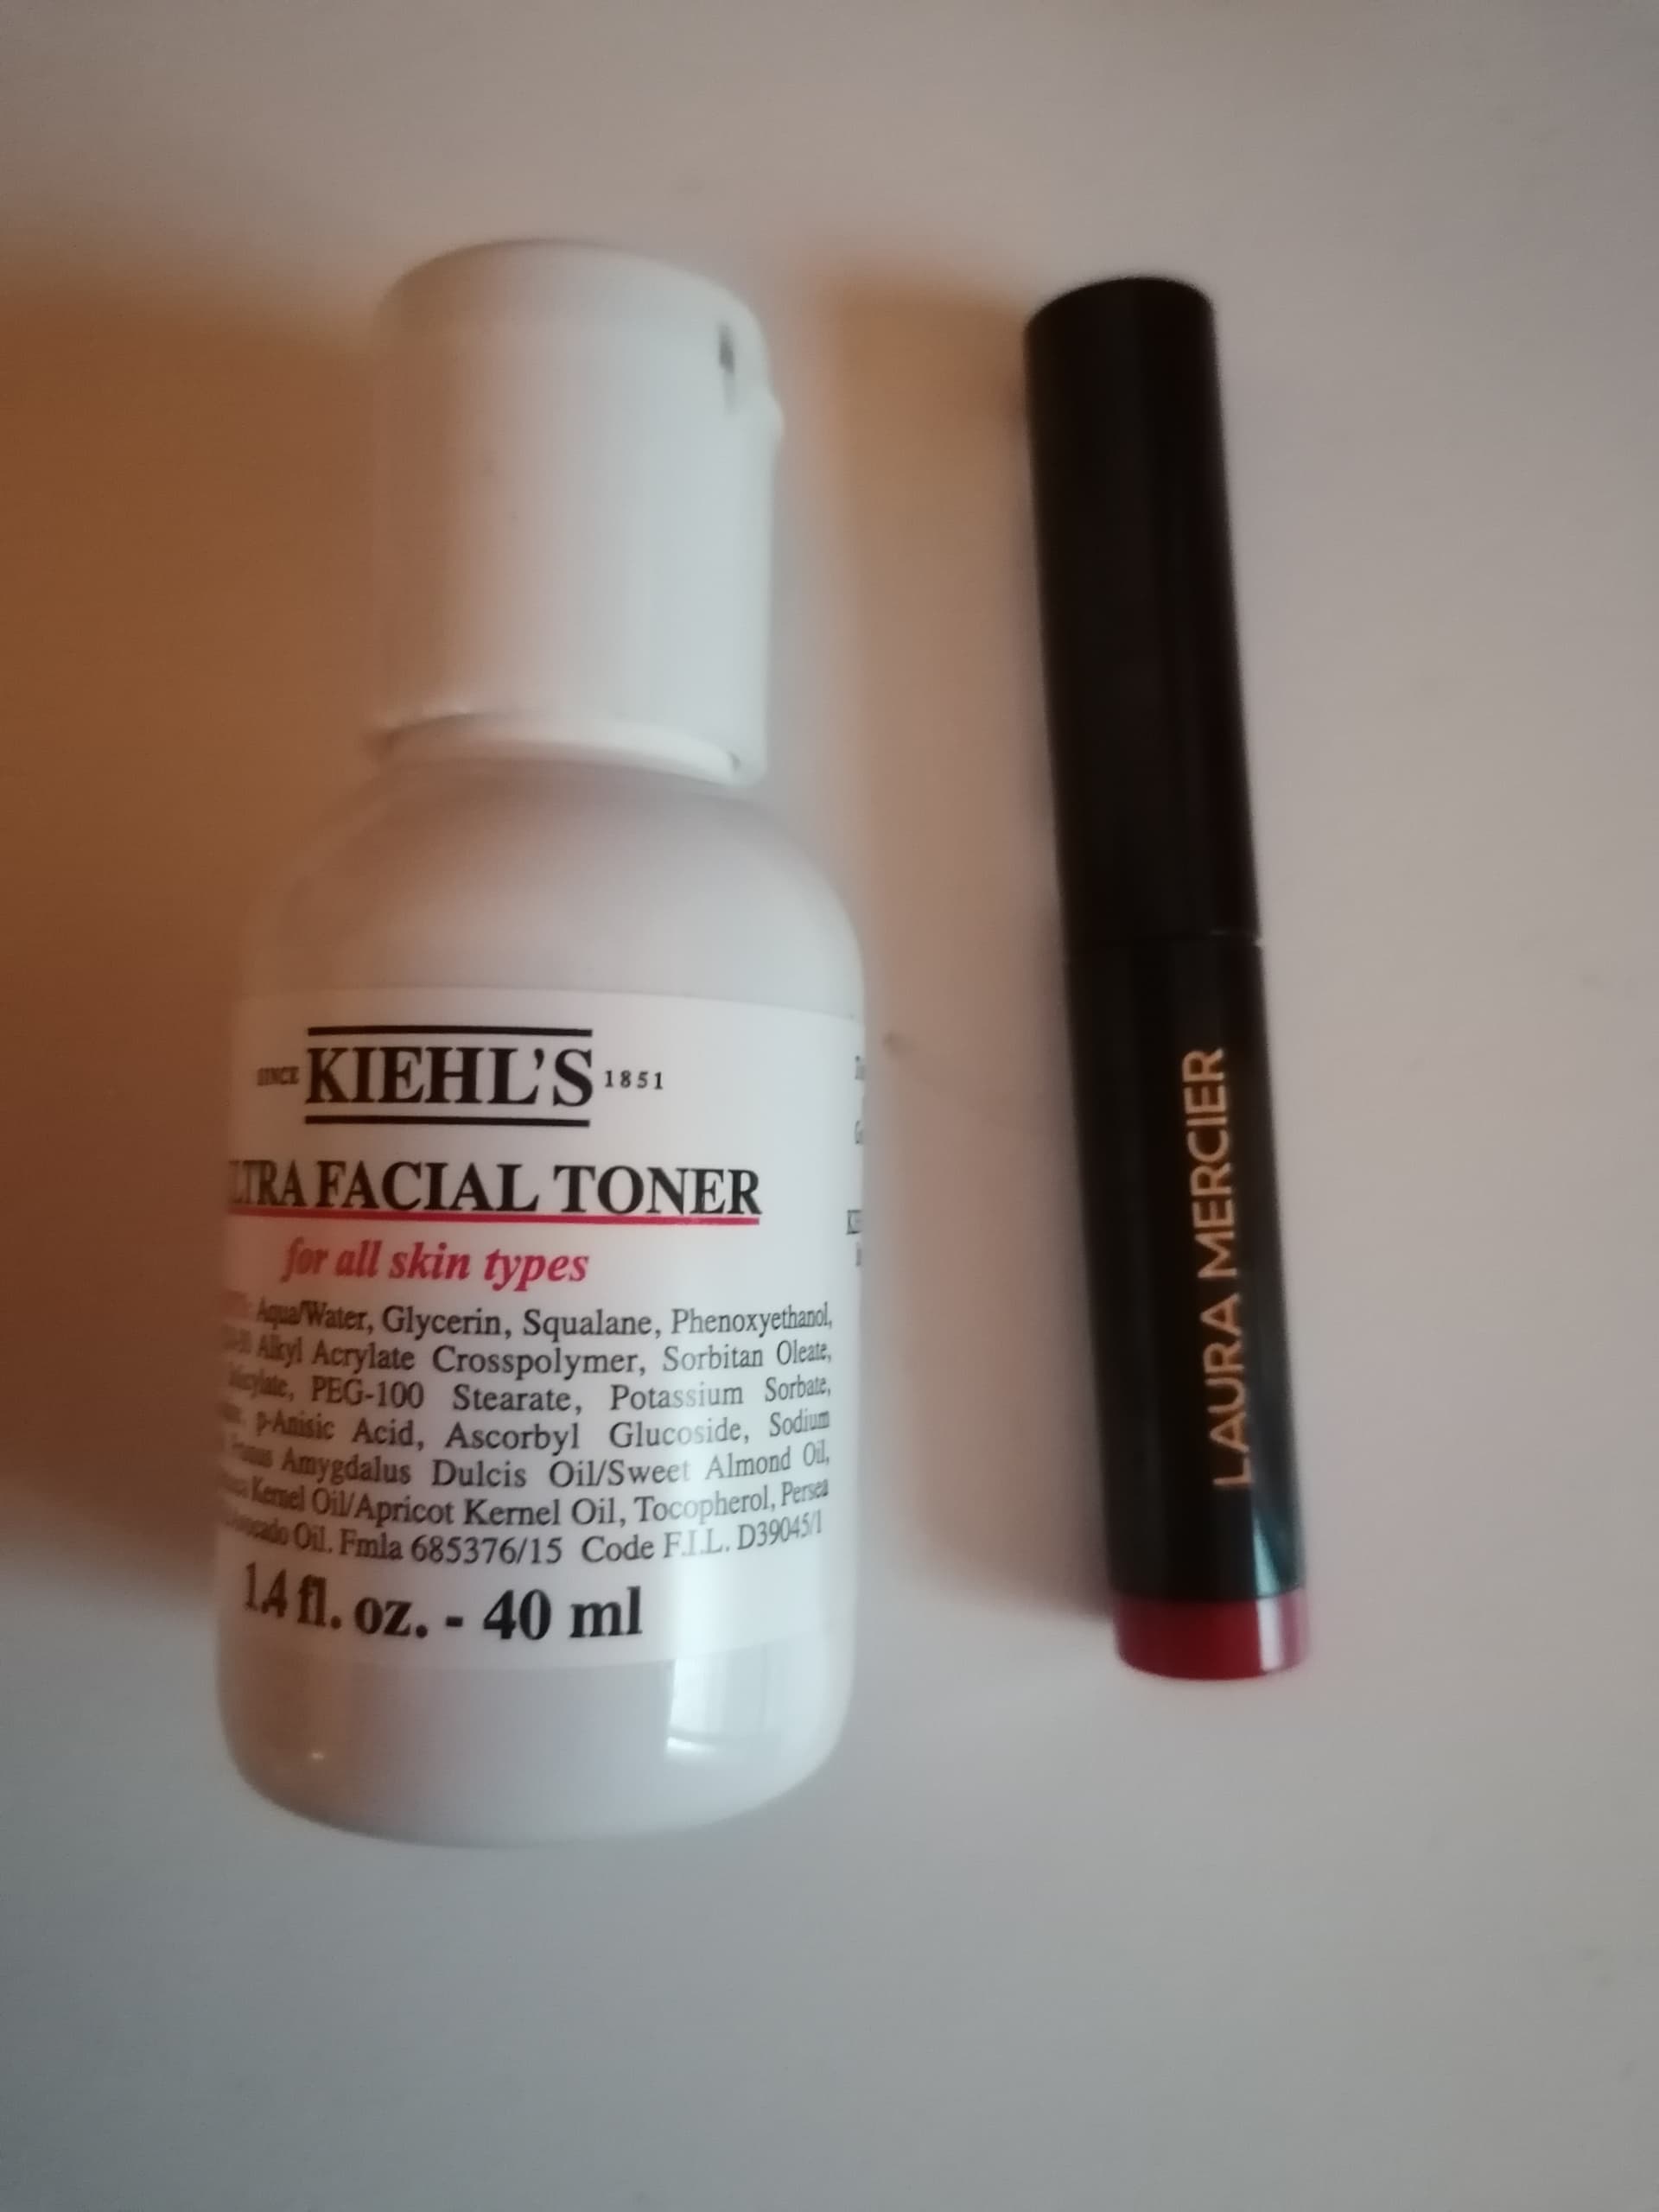 SINCE KIEHL'S 1851
LTRA FACIAL TONER
for all skin types
Aqua/Water, Glycerin, Squalane, Phenoxyethanol,
Alkyl Acrylate Crosspolymer, Sorbitan Oleate,
PEG-100 Stearate, Potassium Sorbate,
p-Anisic Acid, Ascorbyl Glucoside, Sodium
Amygdalus Dulcis Oil/Sweet Almond Oil,
Kernel Oil/Apricot Kernel Oil, Tocopherol, Persea
Oil. Fmla 685376/15 Code F.I.L. D39045/1
1.4 fl. oz. - 40 ml
LAURA MERCIER